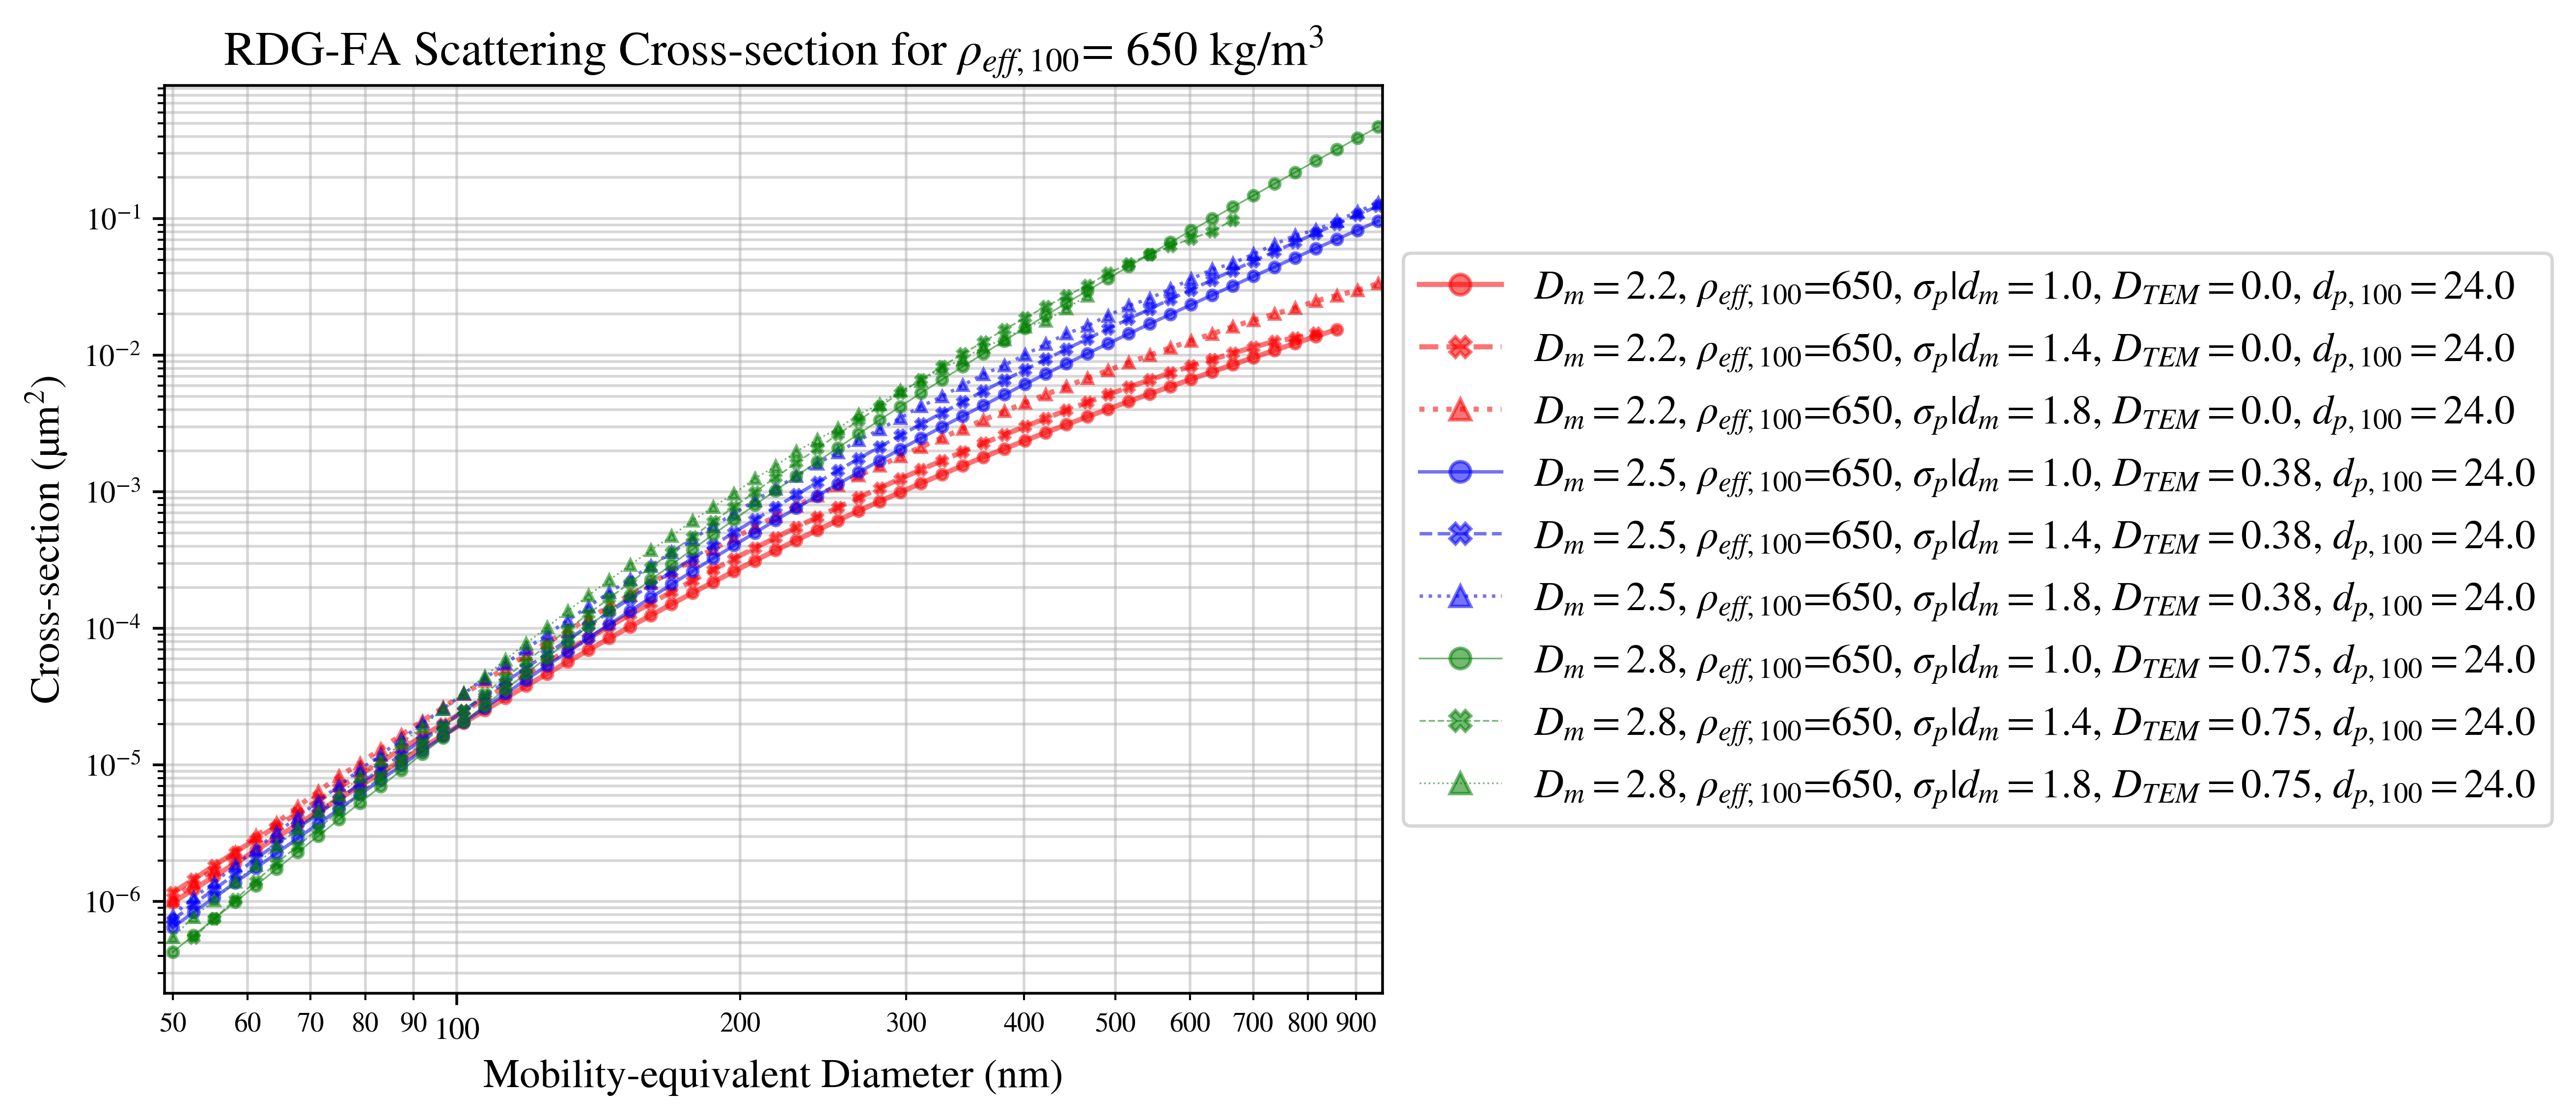 RDG-FA Scattering Cross-section for ρeff,100= 650 kg/m³
Cross-section (µm²)
10⁻¹
10⁻²
10⁻³
10⁻⁴
10⁻⁵
10⁻⁶
50 60 70 80 90 100 200 300 400 500 600 700 800 900
Mobility-equivalent Diameter (nm)
Dm = 2.2, ρeff,100=650, σp|dm = 1.0, DTEM = 0.0, dp,100 = 24.0
Dm = 2.2, ρeff,100=650, σp|dm = 1.4, DTEM = 0.0, dp,100 = 24.0
Dm = 2.2, ρeff,100=650, σp|dm = 1.8, DTEM = 0.0, dp,100 = 24.0
Dm = 2.5, ρeff,100=650, σp|dm = 1.0, DTEM = 0.38, dp,100 = 24.0
Dm = 2.5, ρeff,100=650, σp|dm = 1.4, DTEM = 0.38, dp,100 = 24.0
Dm = 2.5, ρeff,100=650, σp|dm = 1.8, DTEM = 0.38, dp,100 = 24.0
Dm = 2.8, ρeff,100=650, σp|dm = 1.0, DTEM = 0.75, dp,100 = 24.0
Dm = 2.8, ρeff,100=650, σp|dm = 1.4, DTEM = 0.75, dp,100 = 24.0
Dm = 2.8, ρeff,100=650, σp|dm = 1.8, DTEM = 0.75, dp,100 = 24.0